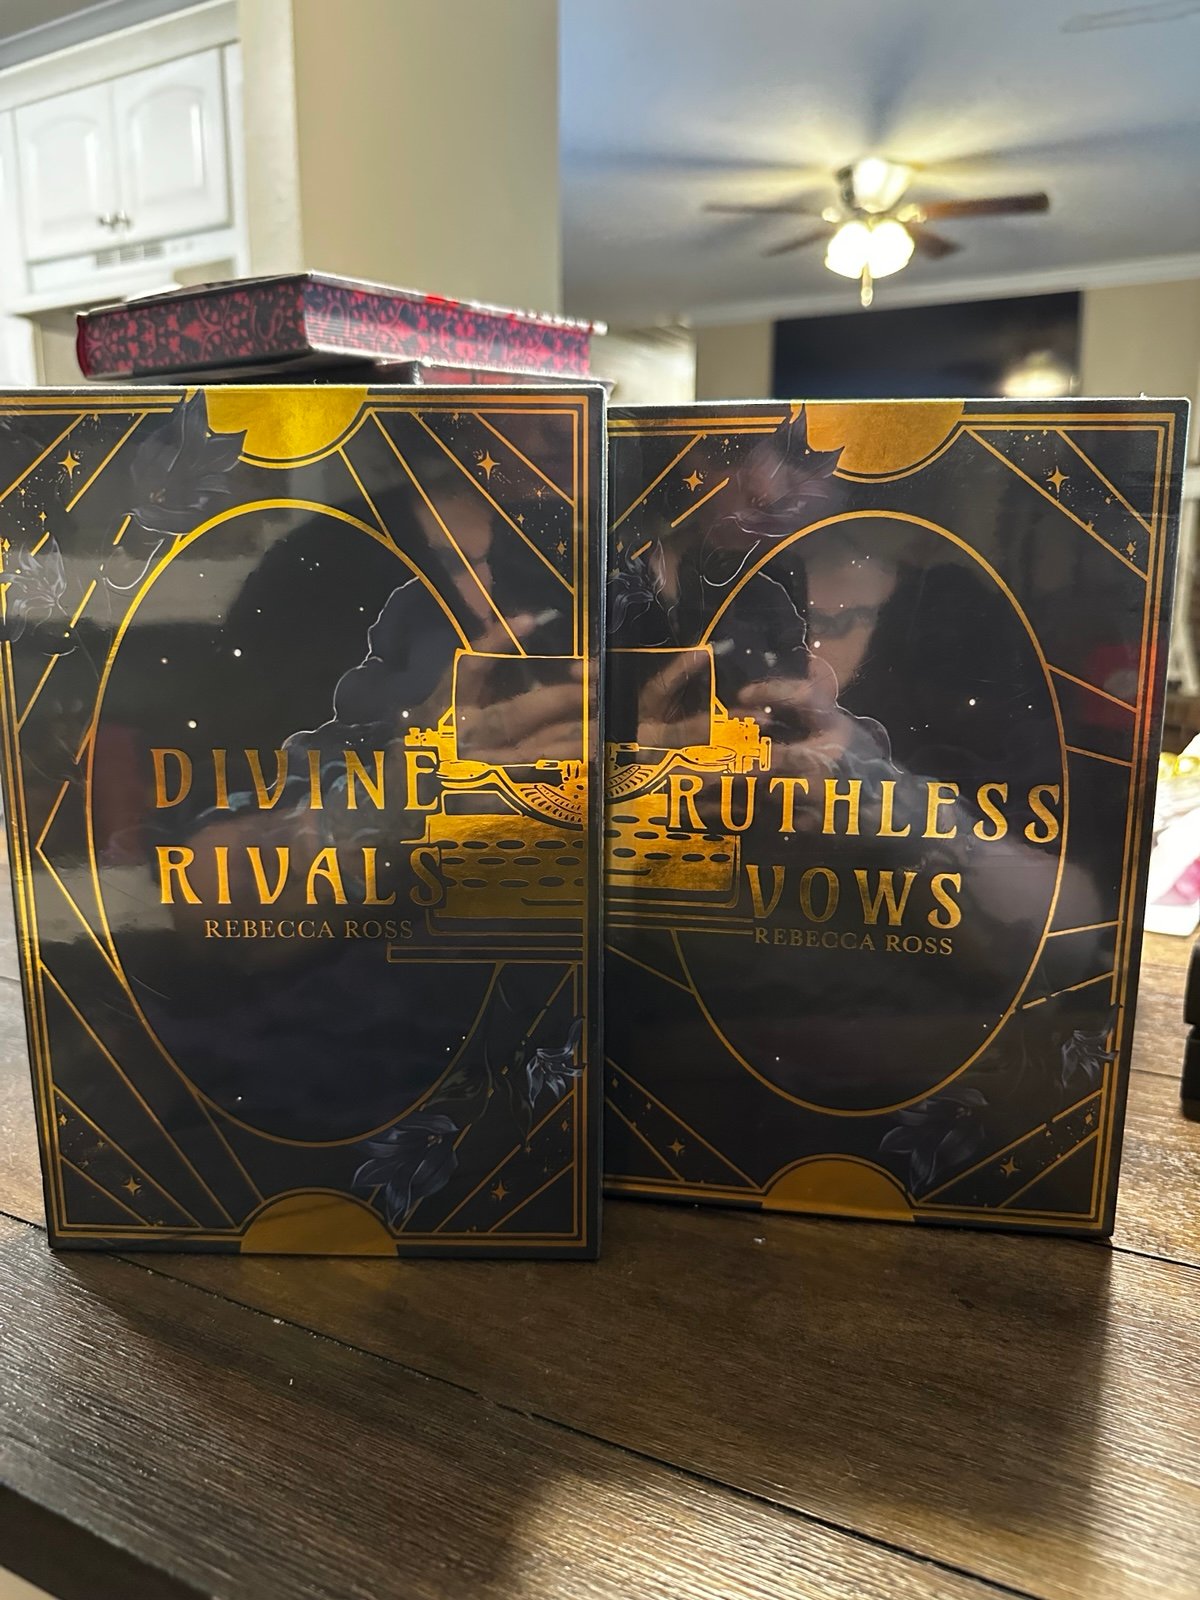 DIVINE
RIVALS
REBECCA ROSS
RUTHLESS
VOWS
REBECCA ROSS